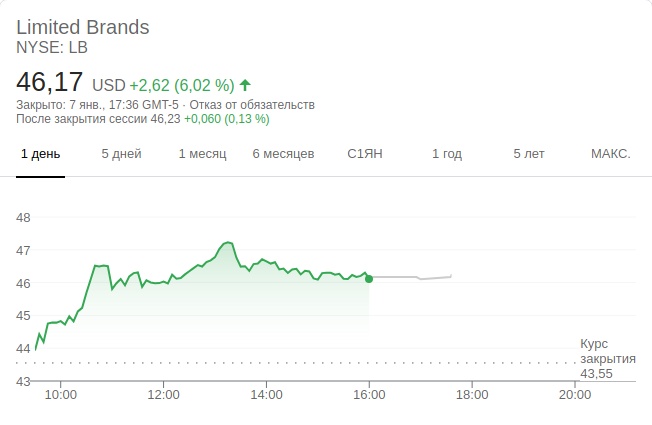 Limited Brands
NYSE: LB
46,17 USD +2,62 (6,02 %)
Закрыто: 7 янв., 17:36 GMT-5 · Отказ от обязательств
После закрытия сессии 46,23 +0,060 (0,13 %)
1 день 5 дней 1 месяц 6 месяцев С1ЯН 1 год 5 лет МАКС.
48
47
46
45
44
Курс
закрытия
43,55
43
10:00 12:00 14:00 16:00 18:00 20:00